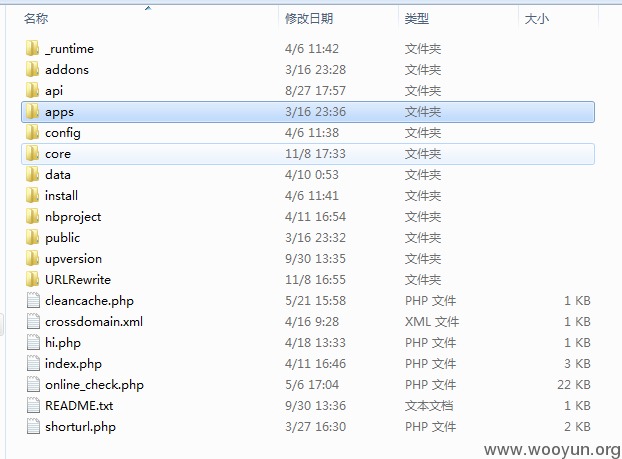 名称 修改日期 类型 大小
_runtime 4/6 11:42 文件夹
addons 3/16 23:28 文件夹
api 8/27 17:57 文件夹
apps 3/16 23:36 文件夹
config 4/6 11:38 文件夹
core 11/8 17:33 文件夹
data 4/10 0:53 文件夹
install 4/6 11:41 文件夹
nbproject 4/11 16:54 文件夹
public 3/16 23:32 文件夹
upversion 9/30 13:35 文件夹
URLRewrite 11/8 16:55 文件夹
cleancache.php 5/21 15:58 PHP 文件 1 KB
crossdomain.xml 4/16 9:28 XML 文件 1 KB
hi.php 4/18 13:33 PHP 文件 1 KB
index.php 4/11 16:46 PHP 文件 3 KB
online_check.php 5/6 17:04 PHP 文件 22 KB
README.txt 9/30 13:36 文本文档 1 KB
shorturl.php 3/27 16:30 PHP 文件 2 KB
www.wooyun.org